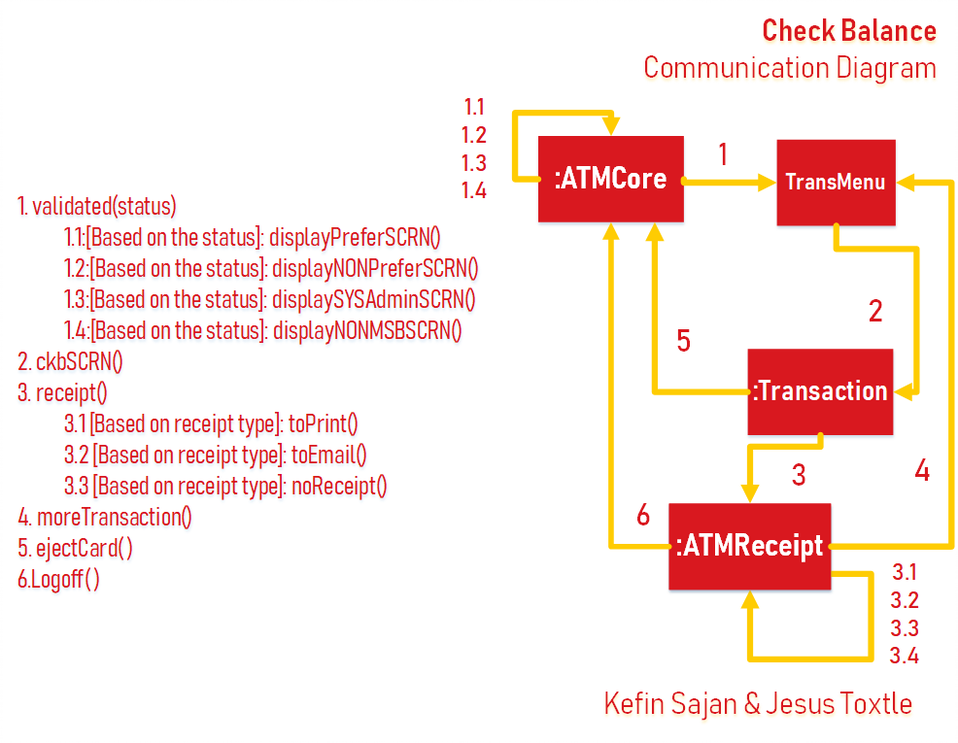 Check Balance
Communication Diagram
1.1
1.2
1.3
1.4
:ATMCore
1
TransMenu
1. validated(status)
1.1:[Based on the status]: displayPreferSCRN()
1.2:[Based on the status]: displayNONPreferSCRN()
1.3:[Based on the status]: displaySYSAdminSCRN()
1.4:[Based on the status]: displayNONMSBSCRN()
2. ckbSCRN()
3. receipt()
3.1 [Based on receipt type]: toPrint()
3.2 [Based on receipt type]: toEmail()
3.3 [Based on receipt type]: noReceipt()
4. moreTransaction()
5. ejectCard( )
6.Logoff( )
2
5
:Transaction
3
4
6
:ATMReceipt
3.1
3.2
3.3
3.4
Kefin Sajan & Jesus Toxtle